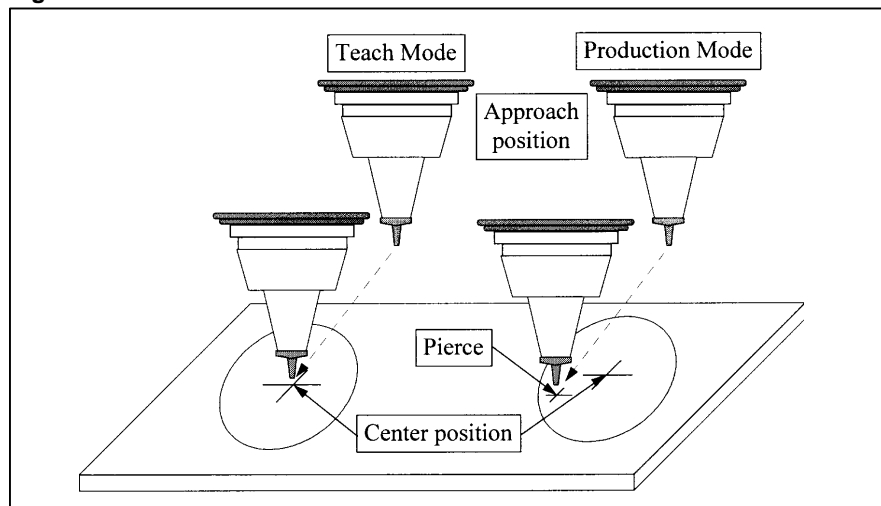 Teach Mode
Production Mode
Approach
position
Pierce
Center position